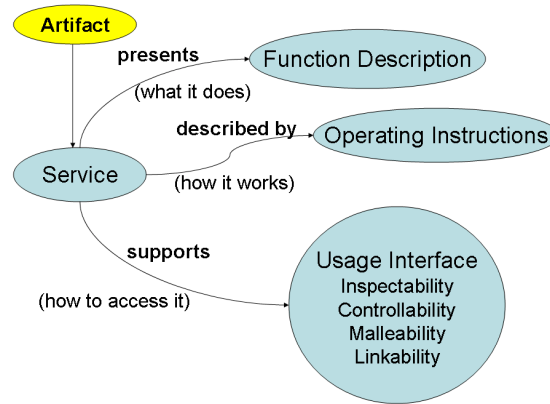 Artifact
presents
(what it does)
Function Description
described by
(how it works)
Operating Instructions
Service
supports
(how to access it)
Usage Interface
Inspectability
Controllability
Malleability
Linkability